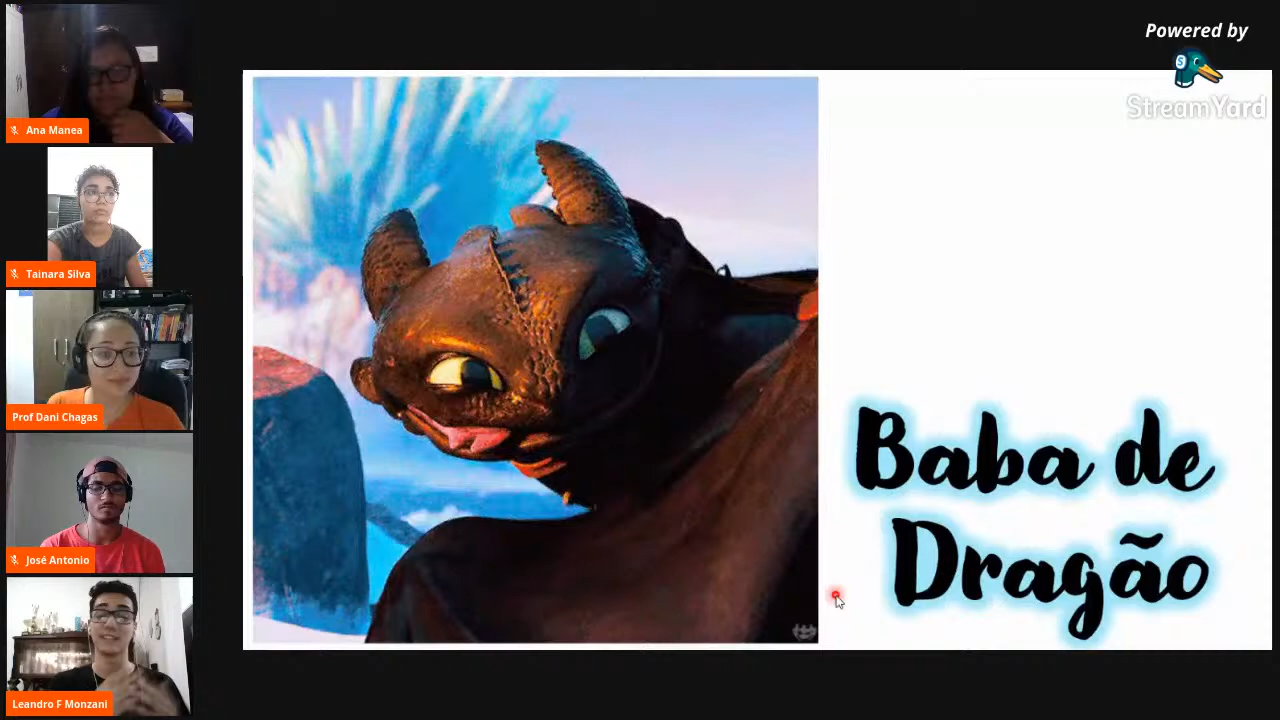 Powered by
StreamYard
Ana Manea
Tainara Silva
Prof Dani Chagas
José Antonio
Leandro F Monzani
Baba de
Dragão